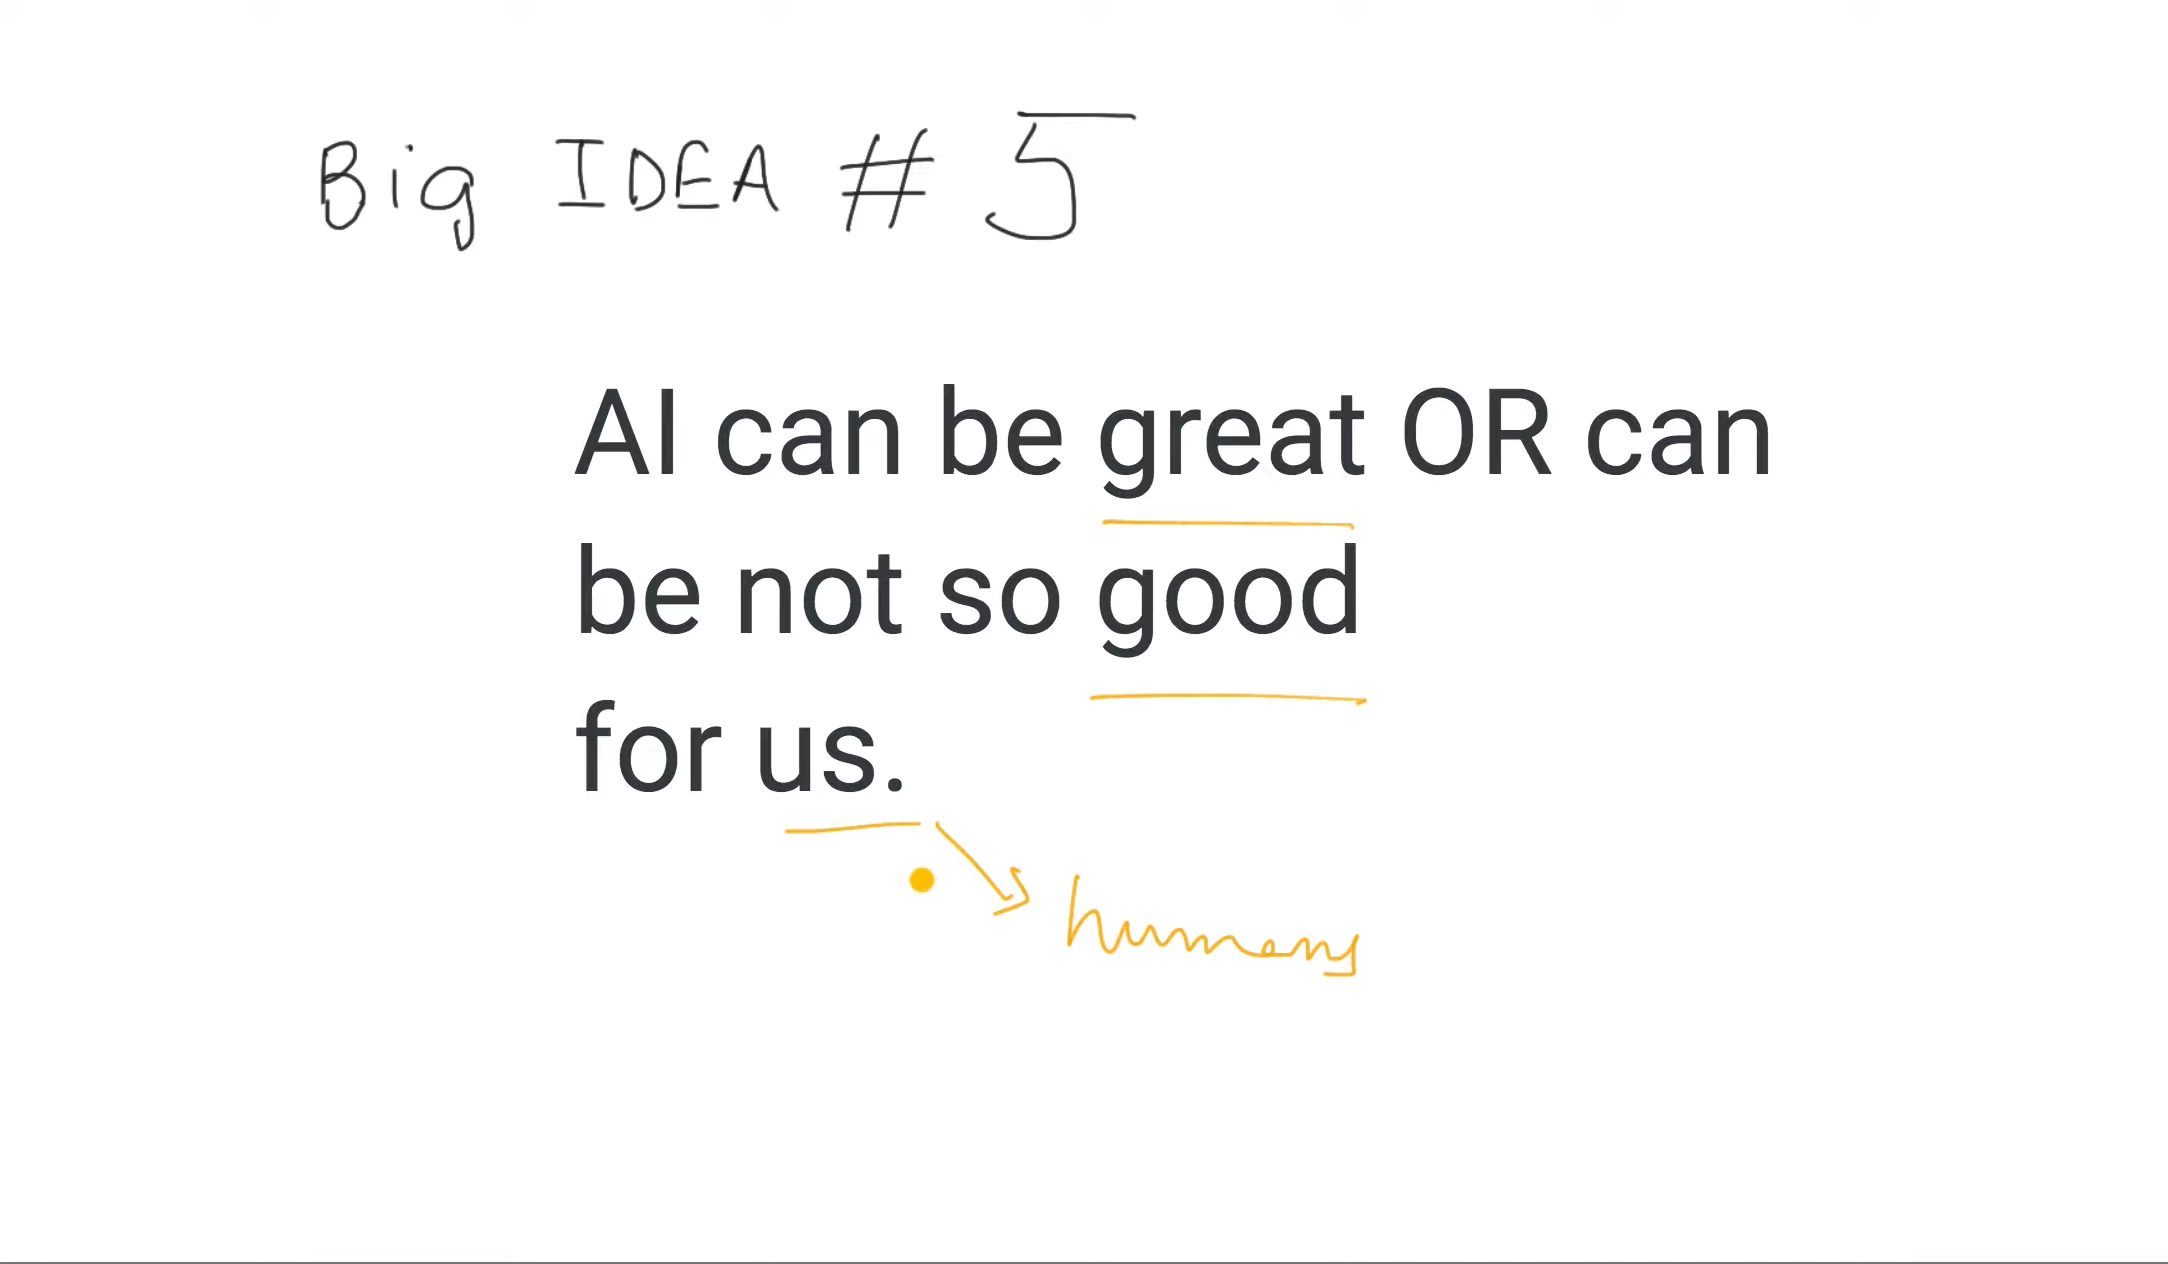 Big IDEA # 5
AI can be great OR can
be not so good
for us.
humans